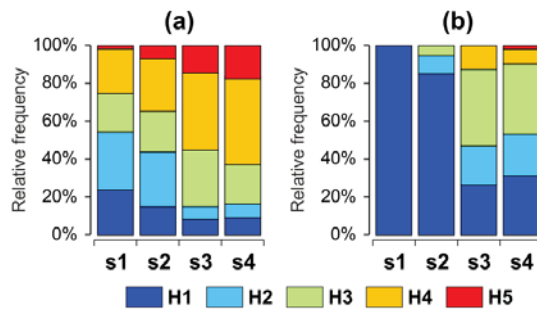 (a) (b)
Relative frequency
100%
80%
60%
40%
20%
0%
s1 s2 s3 s4
Relative frequency
100%
80%
60%
40%
20%
0%
s1 s2 s3 s4
H1 H2 H3 H4 H5